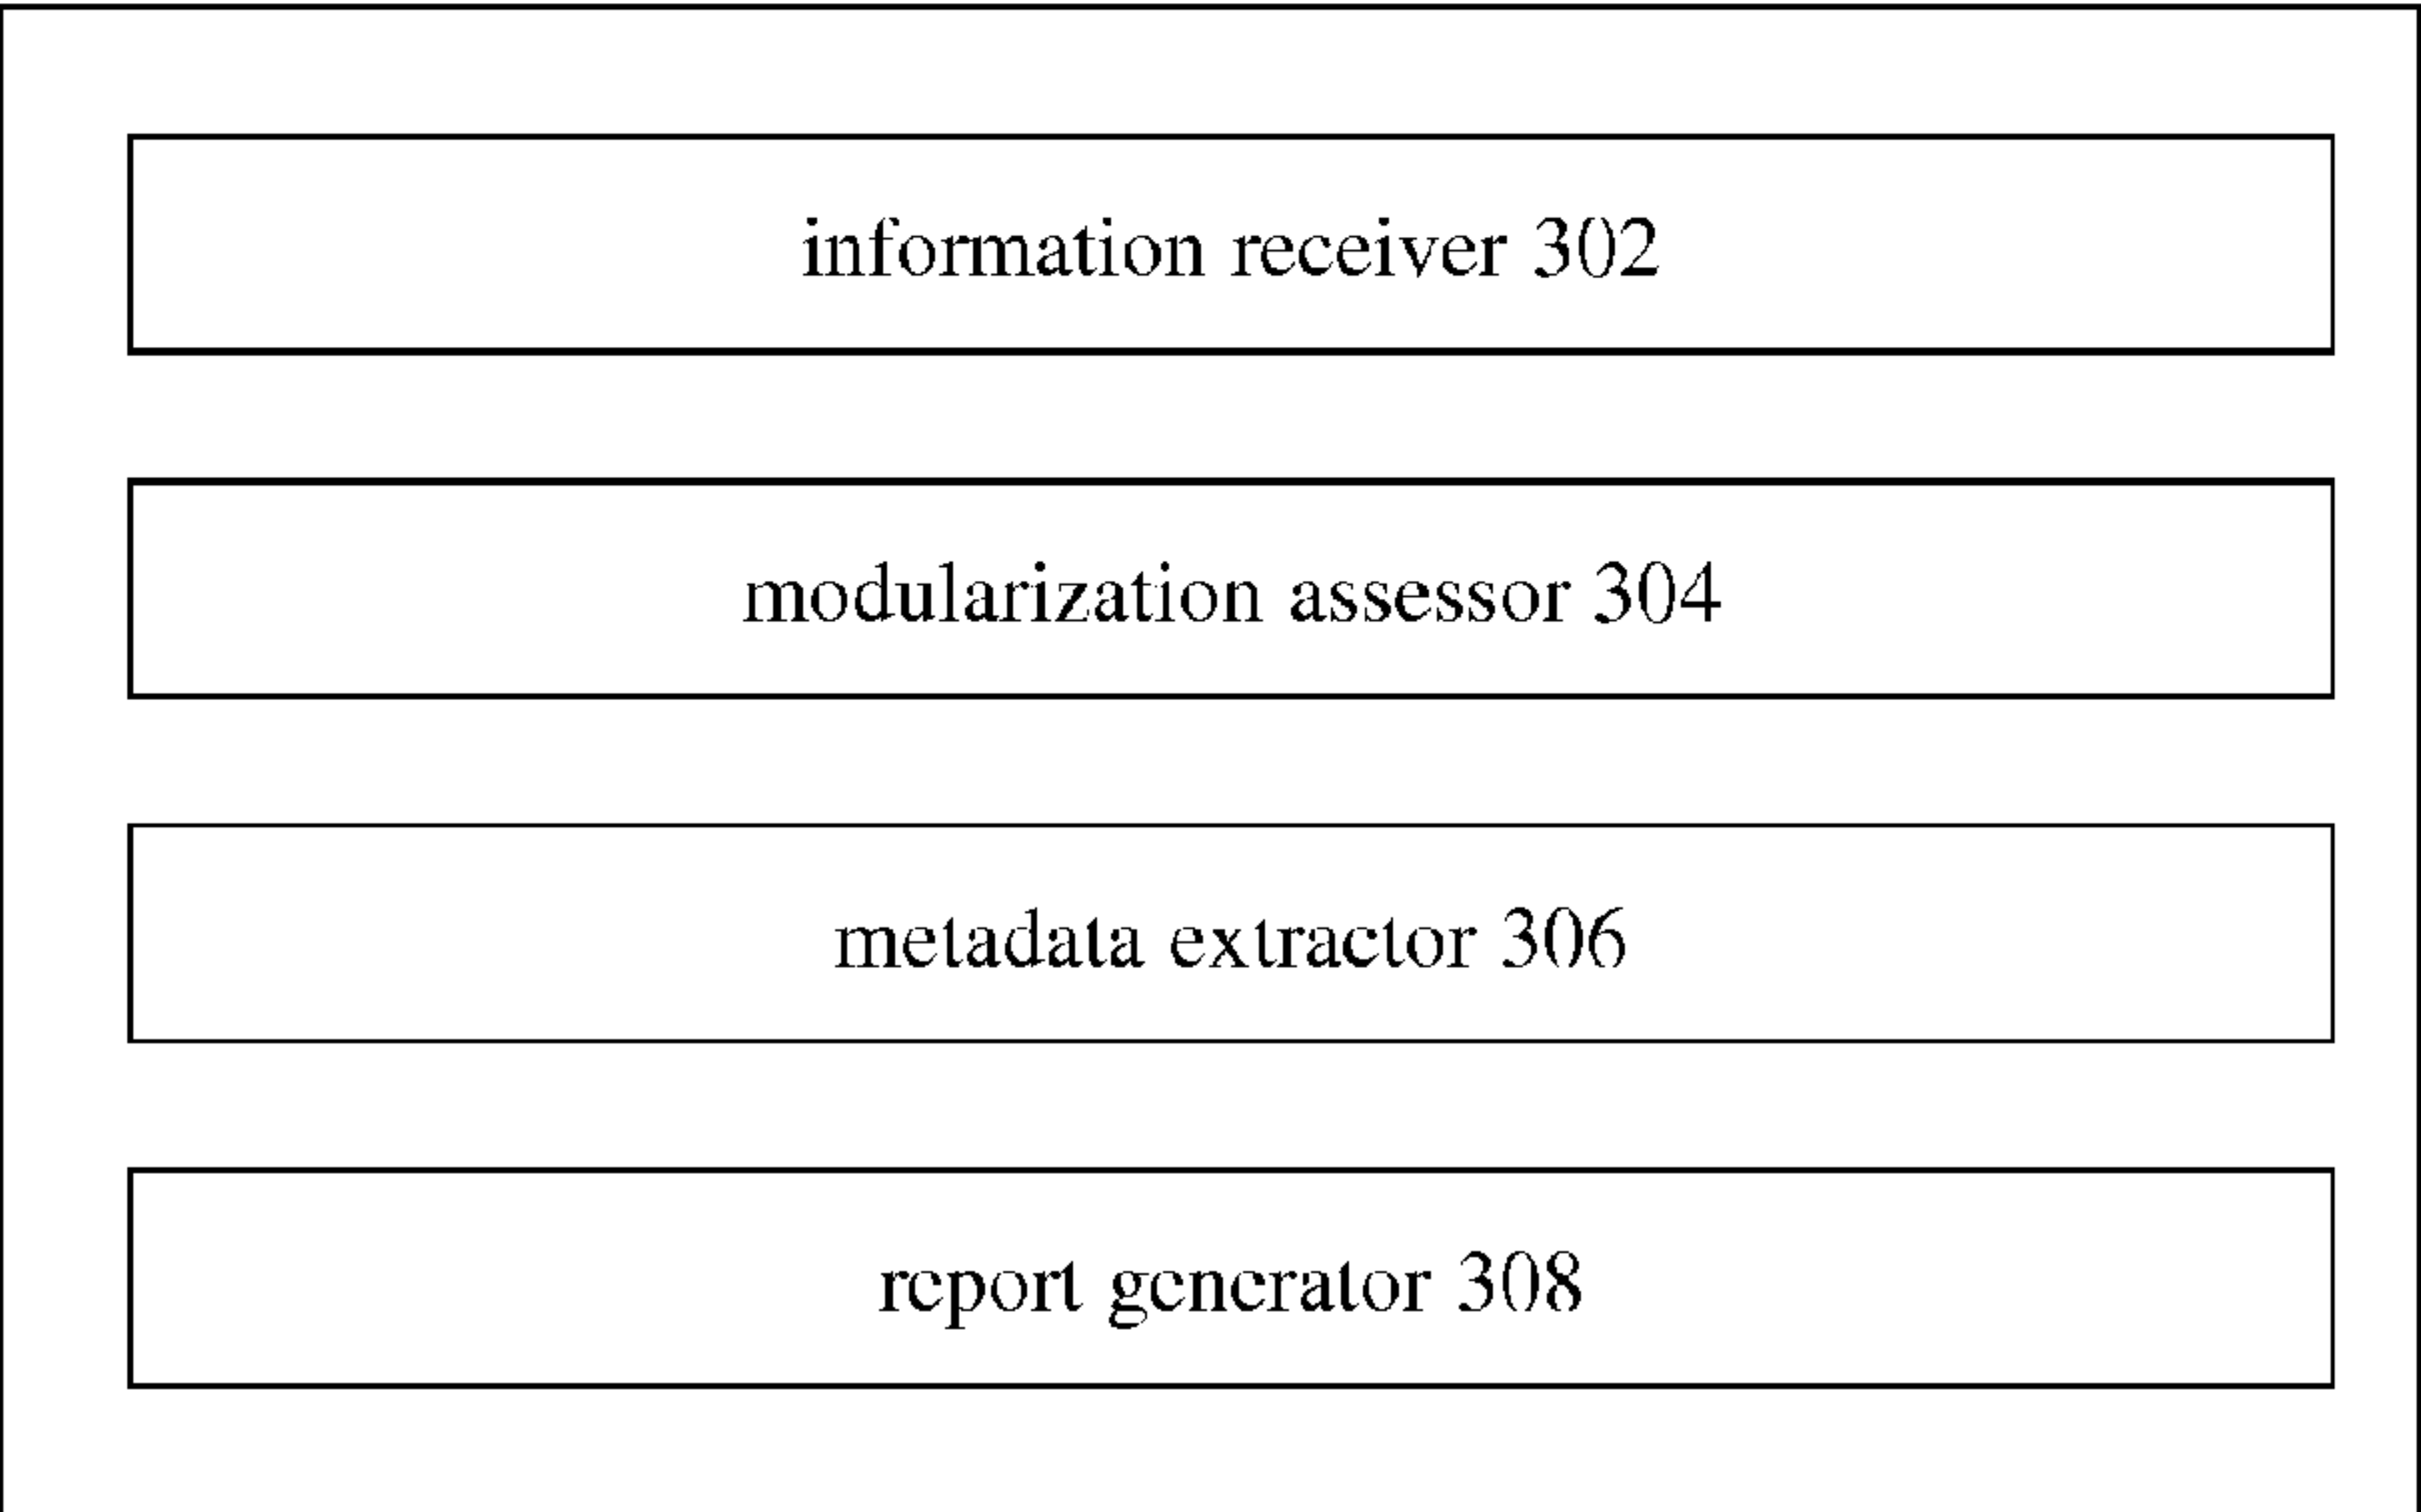 information receiver 302
modularization assessor 304
metadata extractor 306
report generator 308